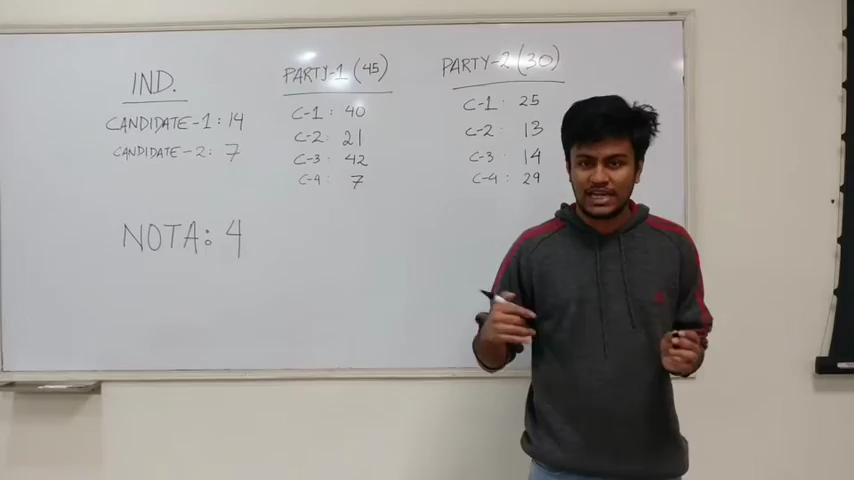 IND.
CANDIDATE-1: 14
CANDIDATE-2: 7
NOTA: 4
PARTY-1 (45)
C-1: 40
C-2: 21
C-3: 42
C-4: 7
PARTY-2 (30)
C-1: 25
C-2: 13
C-3: 14
C-4: 29